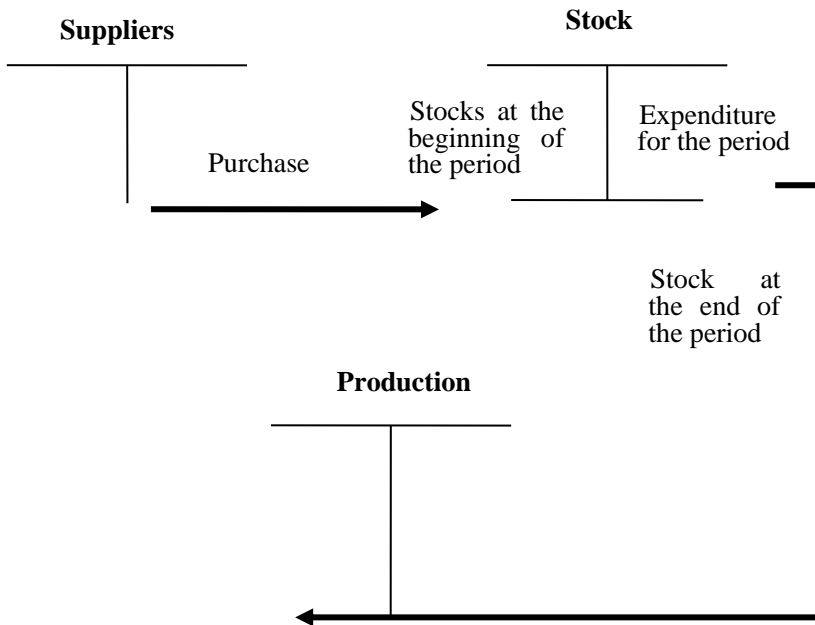 Suppliers
Stock
Stocks at the
beginning of
the period
Expenditure
for the period
Purchase
Stock at
the end of
the period
Production